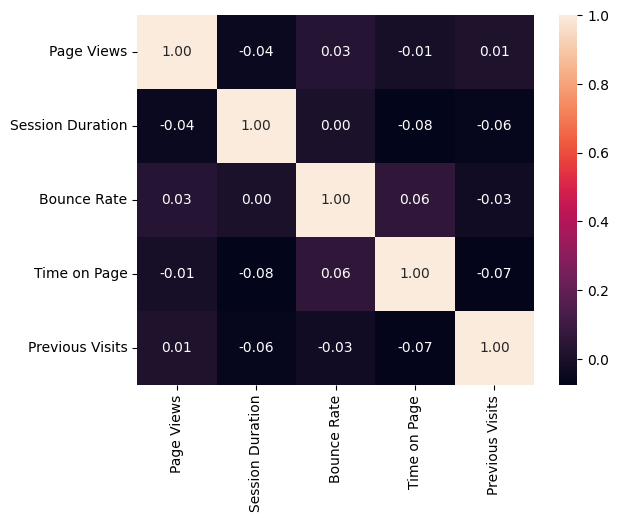 Page Views 1.00 -0.04 0.03 -0.01 0.01
Session Duration -0.04 1.00 0.00 -0.08 -0.06
Bounce Rate 0.03 0.00 1.00 0.06 -0.03
Time on Page -0.01 -0.08 0.06 1.00 -0.07
Previous Visits 0.01 -0.06 -0.03 -0.07 1.00
Page Views
Session Duration
Bounce Rate
Time on Page
Previous Visits
1.0
0.8
0.6
0.4
0.2
0.0